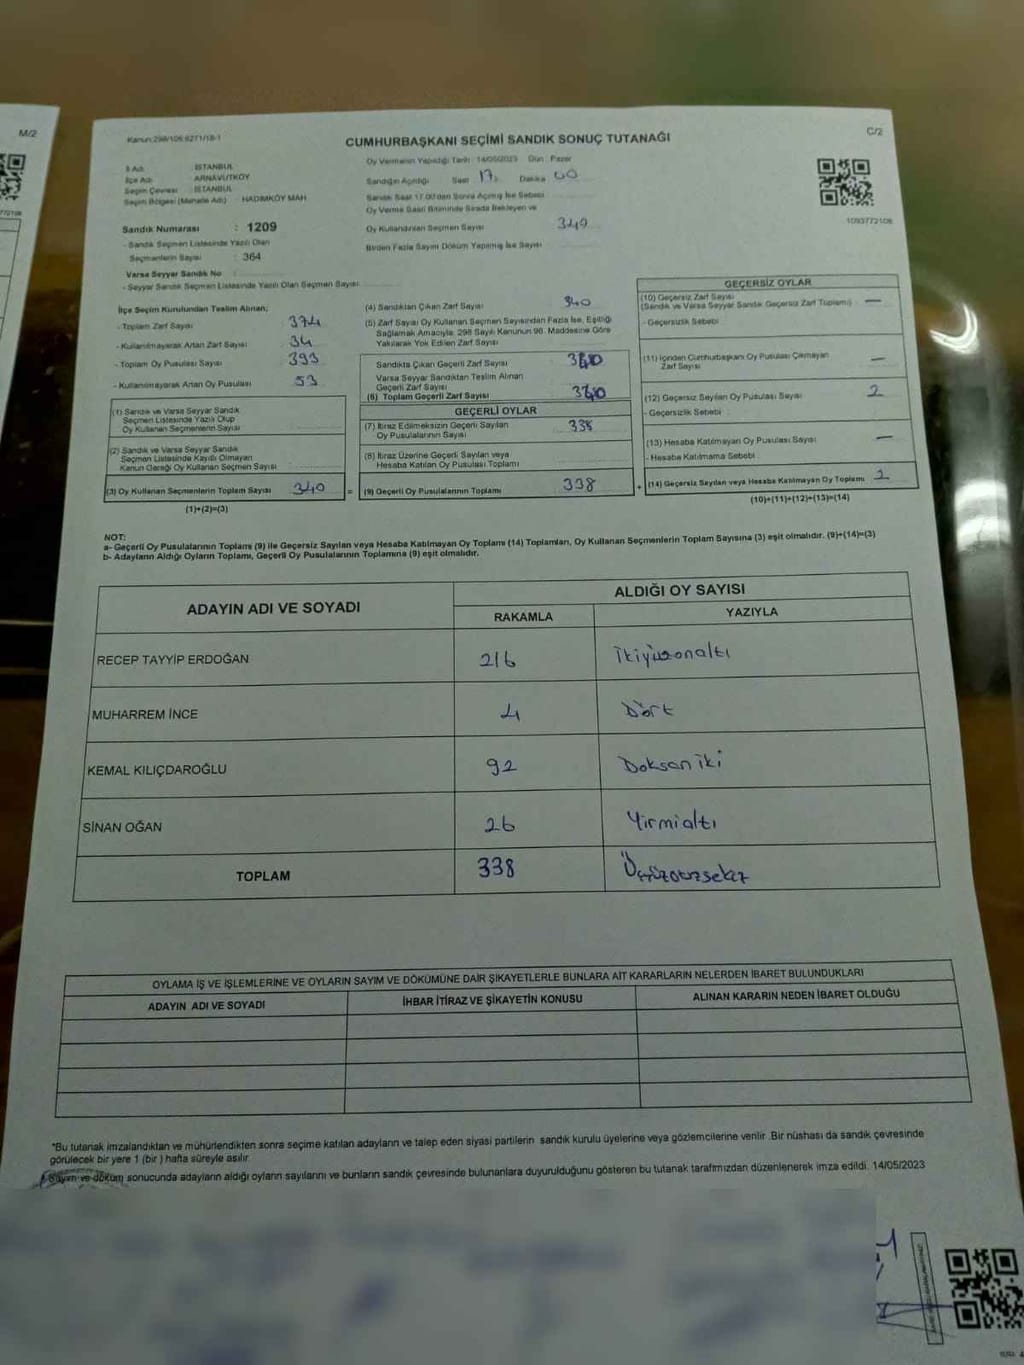 M/2
Kanun:298/105,6271/18-1
CUMHURBAŞKANI SEÇİMİ SANDIK SONUÇ TUTANAĞI
C/2
İl Adı : İSTANBUL
İlçe Adı : ARNAVUTKÖY
Seçim Çevresi : İSTANBUL
Seçim Bölgesi (Mahalle Adı) : HADIMKÖY MAH
Sandık Numarası : 1209
- Sandık Seçmen Listesinde Yazılı Olan
Seçmenlerin Sayısı : 364
Varsa Seyyar Sandık No
- Seyyar Sandık Seçmen Listesinde Yazılı Olan Seçmen Sayısı
Oy Vermenin Yapıldığı Tarih : 14/05/2023 Gün : Pazar
Sandığın Açıldığı Saat 17: Dakika 00
Sandık Saat 17.00'den Sonra Açılmış İse Sebebi
Oy Verme Saati Bitiminde Sırada Bekleyen ve
Oy Kullandırılan Seçmen Sayısı 340
Birden Fazla Sayım Döküm Yapılmış İse Sayısı
1093772108
İlçe Seçim Kurulundan Teslim Alınan;
- Toplam Zarf Sayısı 374
- Kullanılmayarak Artan Zarf Sayısı 34
- Toplam Oy Pusulası Sayısı 393
- Kullanılmayarak Artan Oy Pusulası 53
(1) Sandık ve Varsa Seyyar Sandık
Seçmen Listesinde Yazılı Olup
Oy Kullanan Seçmenlerin Sayısı
(2) Sandık ve Varsa Seyyar Sandık
Seçmen Listesinde Kayıtlı Olmayan
Kanun Gereği Oy Kullanan Seçmen Sayısı
(3) Oy Kullanan Seçmenlerin Toplam Sayısı 340 =
(1)+(2)=(3)
(4) Sandıktan Çıkan Zarf Sayısı 340
(5) Zarf Sayısı Oy Kullanan Seçmen Sayısından Fazla İse, Eşitliği
Sağlamak Amacıyla, 298 Sayılı Kanunun 98. Maddesine Göre
Yakılarak Yok Edilen Zarf Sayısı
Sandıkta Çıkan Geçerli Zarf Sayısı 340
Varsa Seyyar Sandıktan Teslim Alınan
Geçerli Zarf Sayısı
(6) Toplam Geçerli Zarf Sayısı 340
GEÇERLİ OYLAR
(7) İtiraz Edilmeksizin Geçerli Sayılan
Oy Pusulalarının Sayısı 338
(8) İtiraz Üzerine Geçerli Sayılan veya
Hesaba Katılan Oy Pusulası Toplamı
(9) Geçerli Oy Pusulalarının Toplamı 338 +
GEÇERSİZ OYLAR
(10) Geçersiz Zarf Sayısı
(Sandık ve Varsa Seyyar Sandık Geçersiz Zarf Toplamı) —
- Geçersizlik Sebebi
(11) İçinden Cumhurbaşkanı Oy Pusulası Çıkmayan
Zarf Sayısı —
(12) Geçersiz Sayılan Oy Pusulası Sayısı 2
- Geçersizlik Sebebi
(13) Hesaba Katılmayan Oy Pusulası Sayısı —
- Hesaba Katılmama Sebebi
(14) Geçersiz Sayılan veya Hesaba Katılmayan Oy Toplamı 2
(10)+(11)+(12)+(13)=(14)
NOT:
a- Geçerli Oy Pusulalarının Toplamı (9) ile Geçersiz Sayılan veya Hesaba Katılmayan Oy Toplamı (14) Toplamları, Oy Kullanan Seçmenlerin Toplam Sayısına (3) eşit olmalıdır. (9)+(14)=(3)
b- Adayların Aldığı Oyların Toplamı, Geçerli Oy Pusulalarının Toplamına (9) eşit olmalıdır.
ADAYIN ADI VE SOYADI
ALDIĞI OY SAYISI
RAKAMLA YAZIYLA
RECEP TAYYİP ERDOĞAN 216 İkiyüzonaltı
MUHARREM İNCE 4 Dört
KEMAL KILIÇDAROĞLU 92 Doksaniki
SİNAN OĞAN 26 Yirmialtı
TOPLAM 338 Üçyüzotuzsekiz
OYLAMA İŞ VE İŞLEMLERİNE VE OYLARIN SAYIM VE DÖKÜMÜNE DAİR ŞİKAYETLERLE BUNLARA AİT KARARLARIN NELERDEN İBARET BULUNDUKLARI
ADAYIN ADI VE SOYADI İHBAR İTİRAZ VE ŞİKAYETİN KONUSU ALINAN KARARIN NEDEN İBARET OLDUĞU
*Bu tutanak imzalandıktan ve mühürlendikten sonra seçime katılan adayların ve talep eden siyasi partilerin sandık kurulu üyelerine veya gözlemcilerine verilir .Bir nüshası da sandık çevresinde
görülecek bir yere 1 (bir ) hafta süreyle asılır.
* Sayım ve döküm sonucunda adayların aldığı oyların sayılarını ve bunların sandık çevresinde bulunanlara duyurulduğunu gösteren bu tutanak tarafımızdan düzenlenerek imza edildi. 14/05/2023